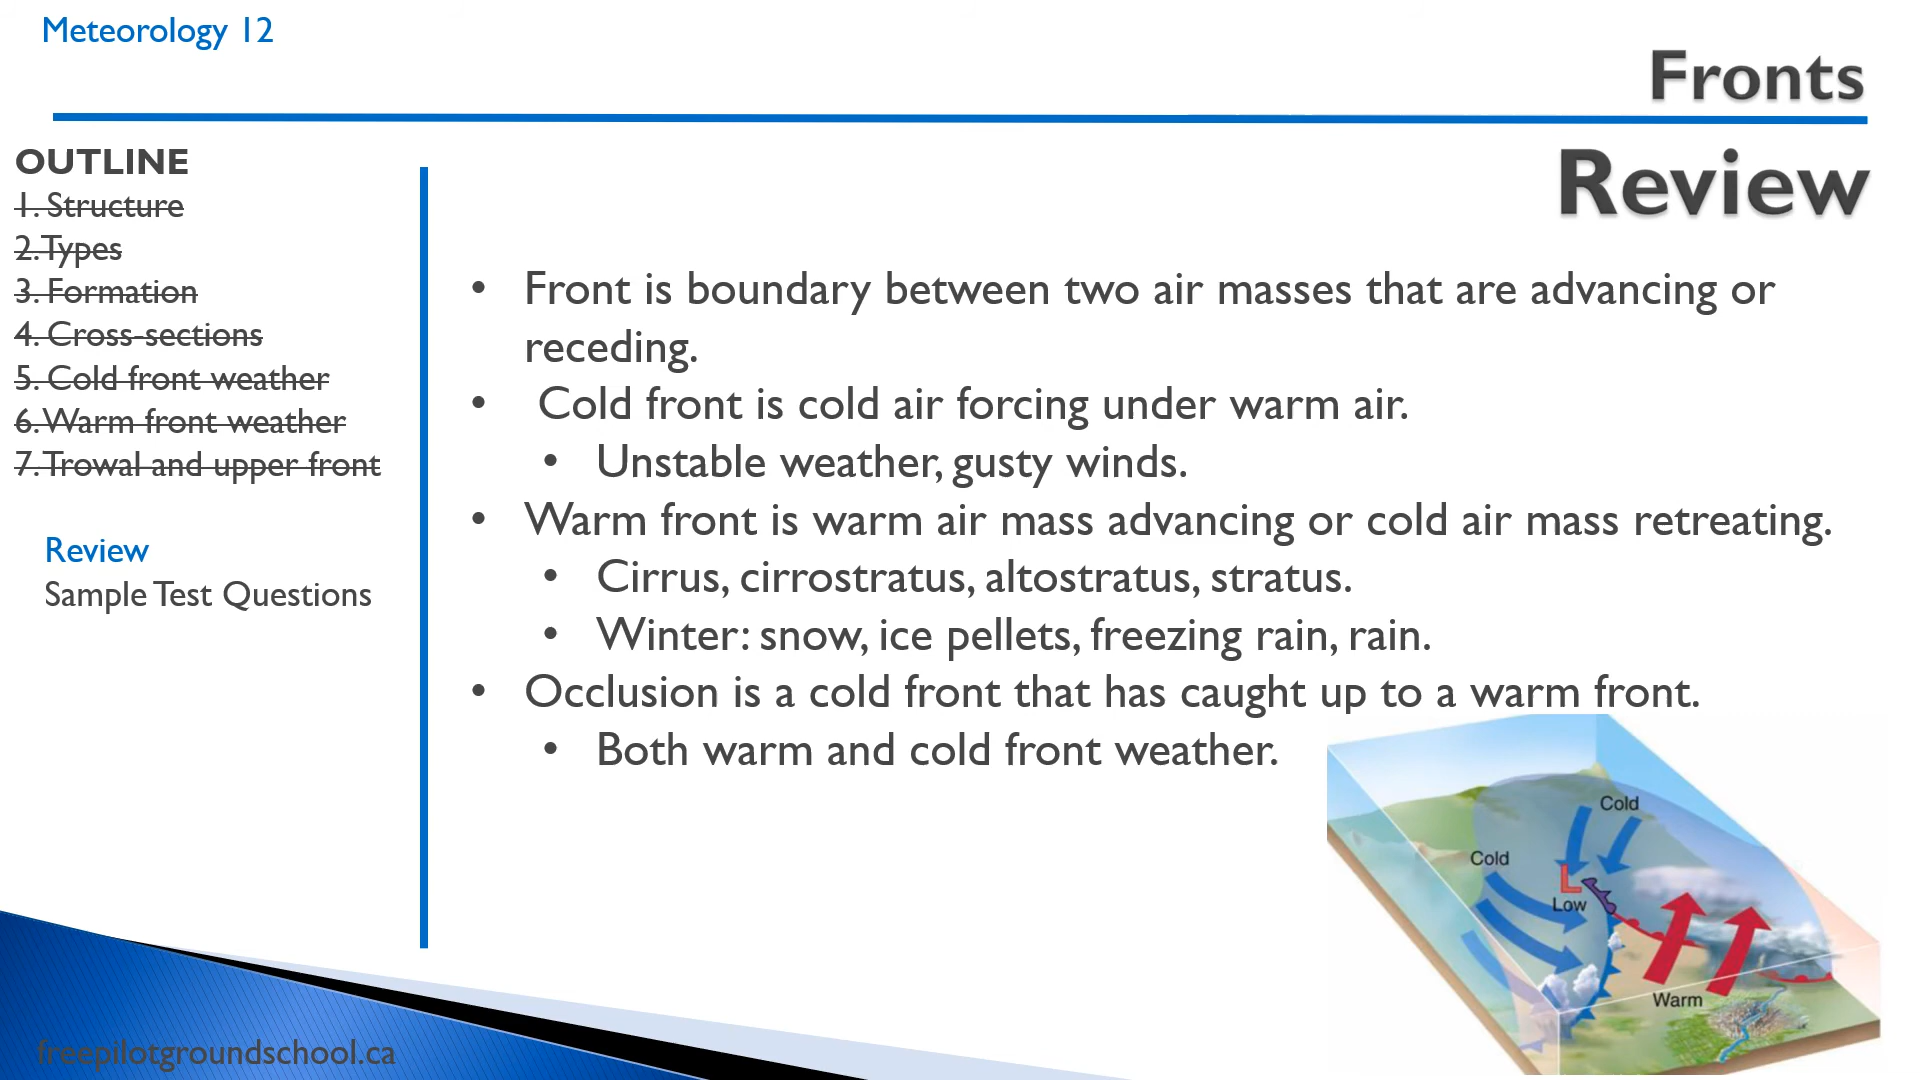 Meteorology 12
Fronts
OUTLINE
1. Structure
2. Types
3. Formation
4. Cross-sections
5. Cold front weather
6. Warm front weather
7. Trowal and upper front
Review
Sample Test Questions
Review
• Front is boundary between two air masses that are advancing or
receding.
• Cold front is cold air forcing under warm air.
• Unstable weather, gusty winds.
• Warm front is warm air mass advancing or cold air mass retreating.
• Cirrus, cirrostratus, altostratus, stratus.
• Winter: snow, ice pellets, freezing rain, rain.
• Occlusion is a cold front that has caught up to a warm front.
• Both warm and cold front weather.
Cold
Cold
L
Low
Warm
freepilotgroundschool.ca